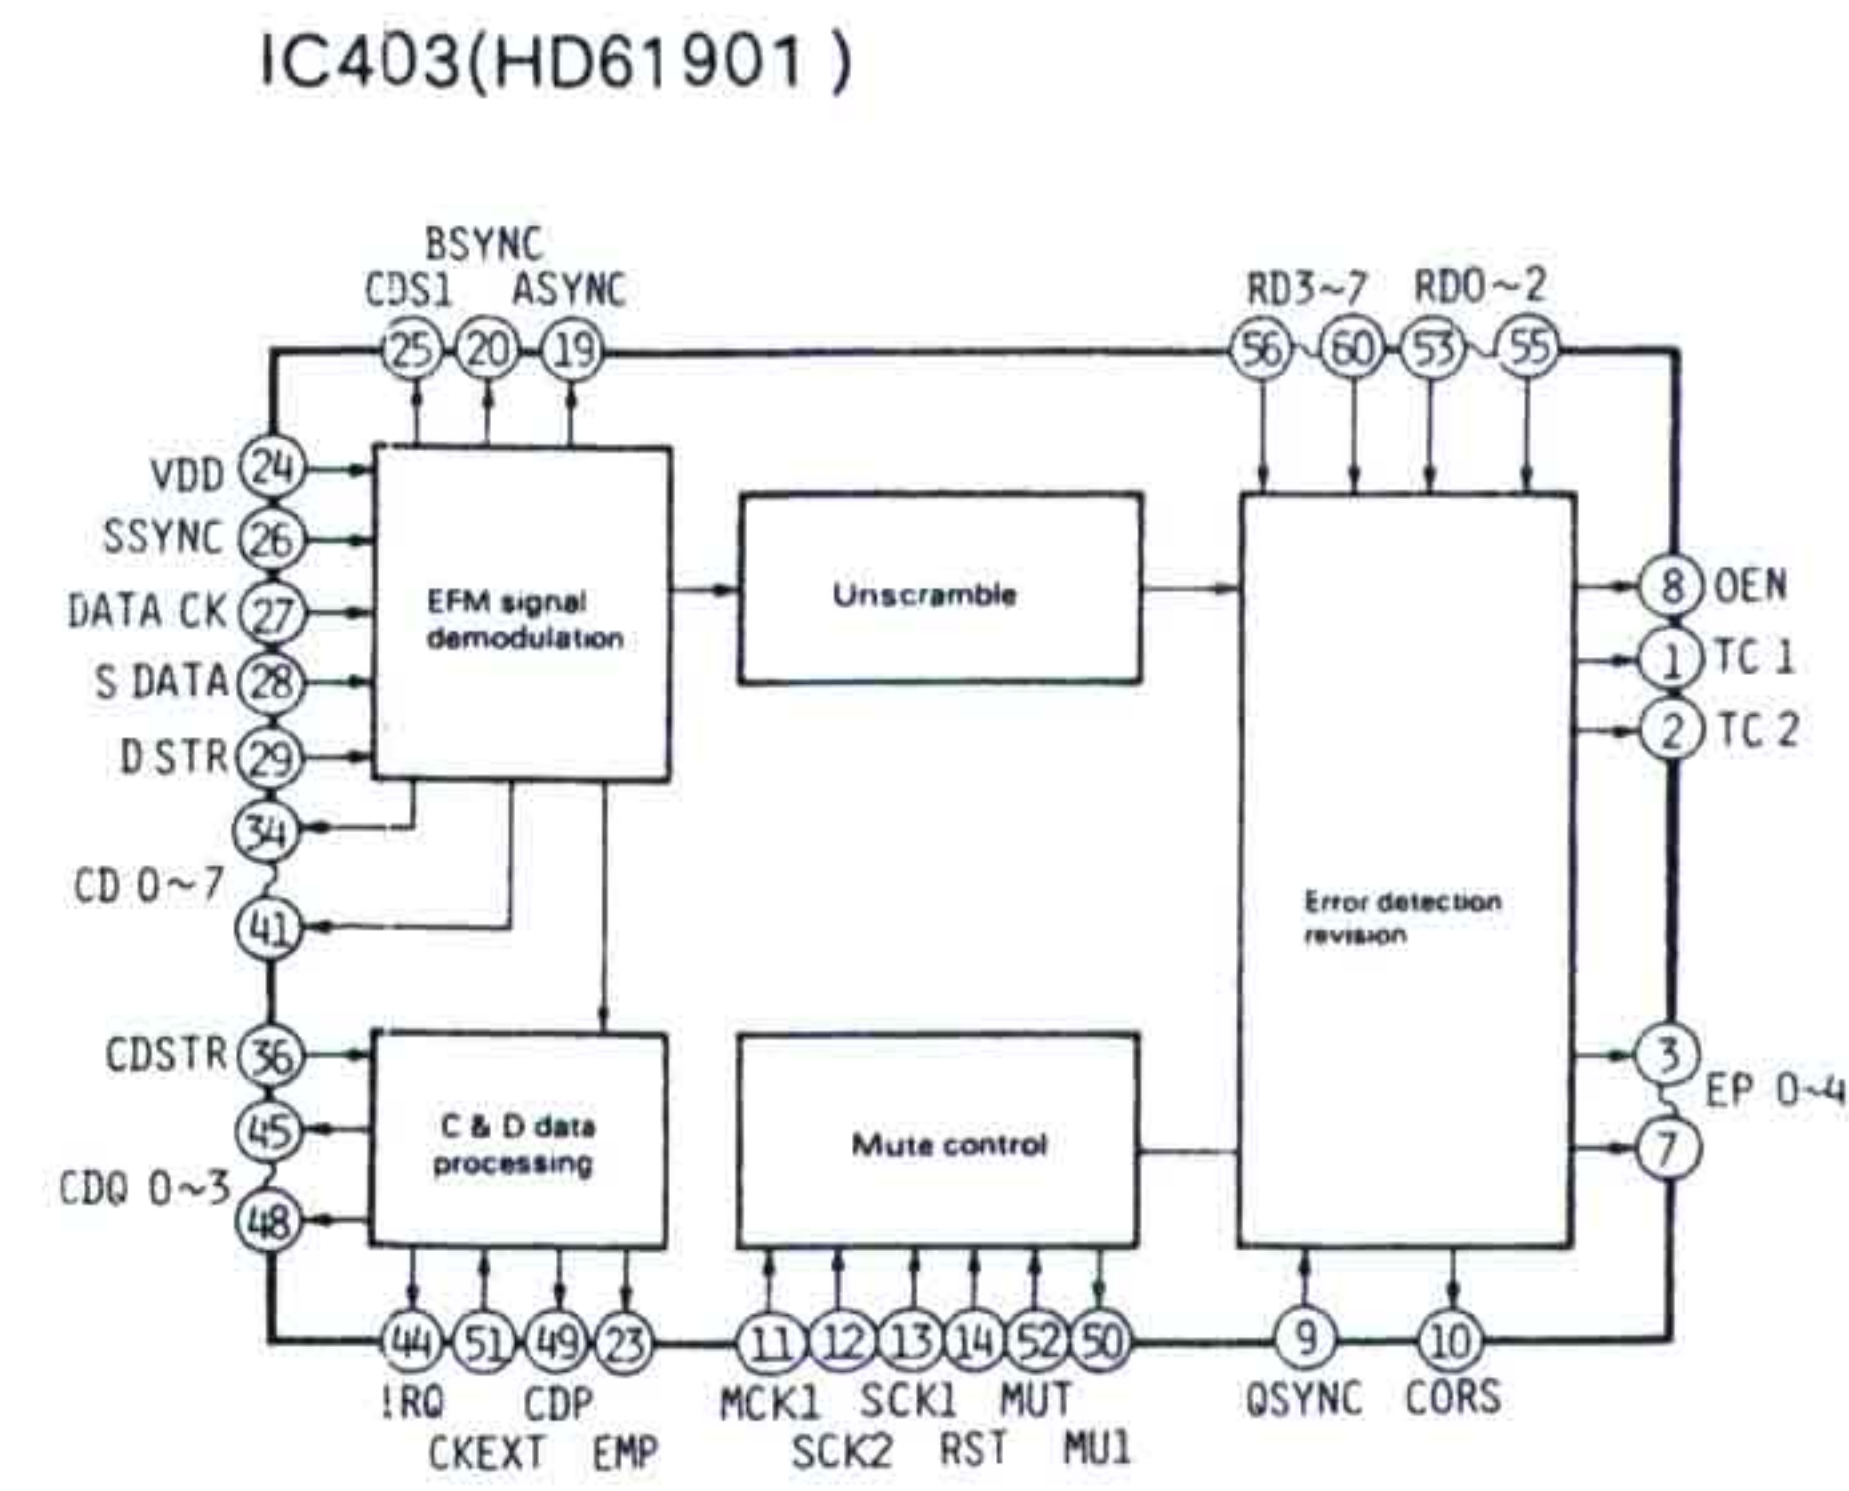 IC403(HD61901 )
BSYNC
CDS1 ASYNC
RD3~7 RD0~2
25 20 19 56 60 53 55
VDD 24
SSYNC 26
DATA CK 27
S DATA 28
D STR 29
34
CD 0~7
41
CDSTR 36
45
CDQ 0~3
48
EFM signal
demodulation
Unscramble
Error detection
revision
C & D data
processing
Mute control
8 OEN
1 TC 1
2 TC 2
3
EP 0~4
7
44 51 49 23 11 12 13 14 52 50 9 10
IRQ CDP MCK1 SCK1 MUT QSYNC CORS
CKEXT EMP SCK2 RST MU1